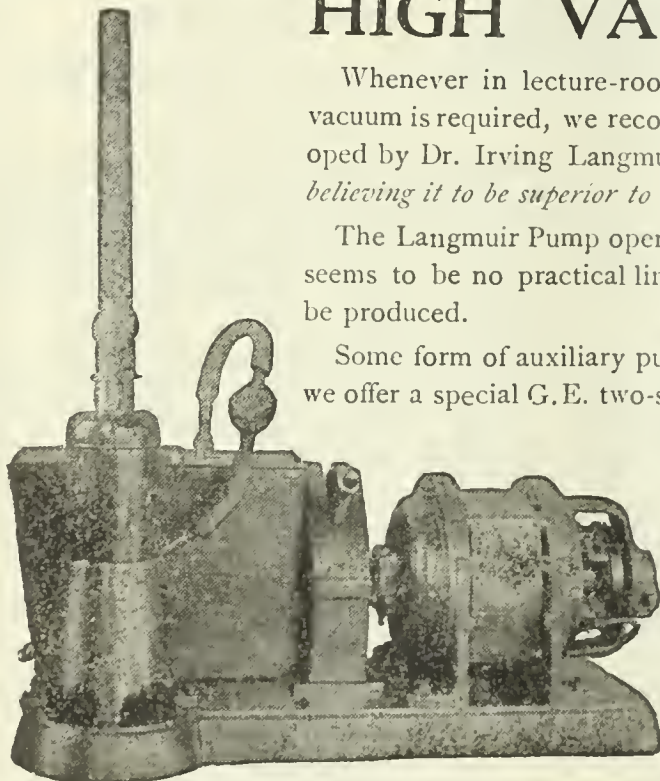 HIGH VA
Whenever in lecture-roo
vacuum is required, we reco
oped by Dr. Irving Langmu
believing it to be superior to
The Langmuir Pump oper
seems to be no practical li
be produced.
Some form of auxiliary pu
we offer a special G.E. two-s